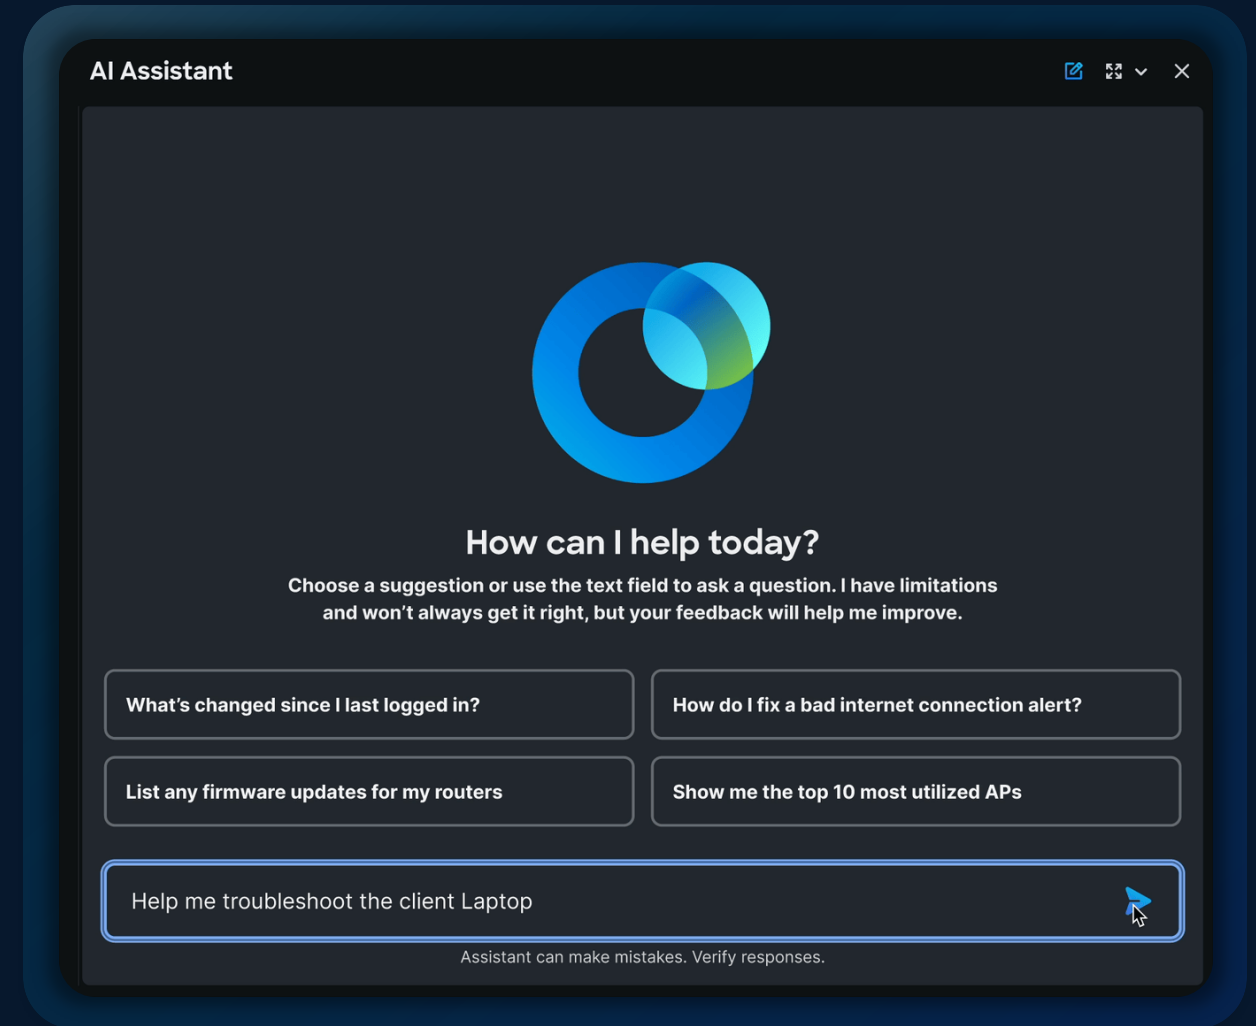 AI Assistant
How can I help today?
Choose a suggestion or use the text field to ask a question. I have limitations
and won’t always get it right, but your feedback will help me improve.
What’s changed since I last logged in?
How do I fix a bad internet connection alert?
List any firmware updates for my routers
Show me the top 10 most utilized APs
Help me troubleshoot the client Laptop
Assistant can make mistakes. Verify responses.